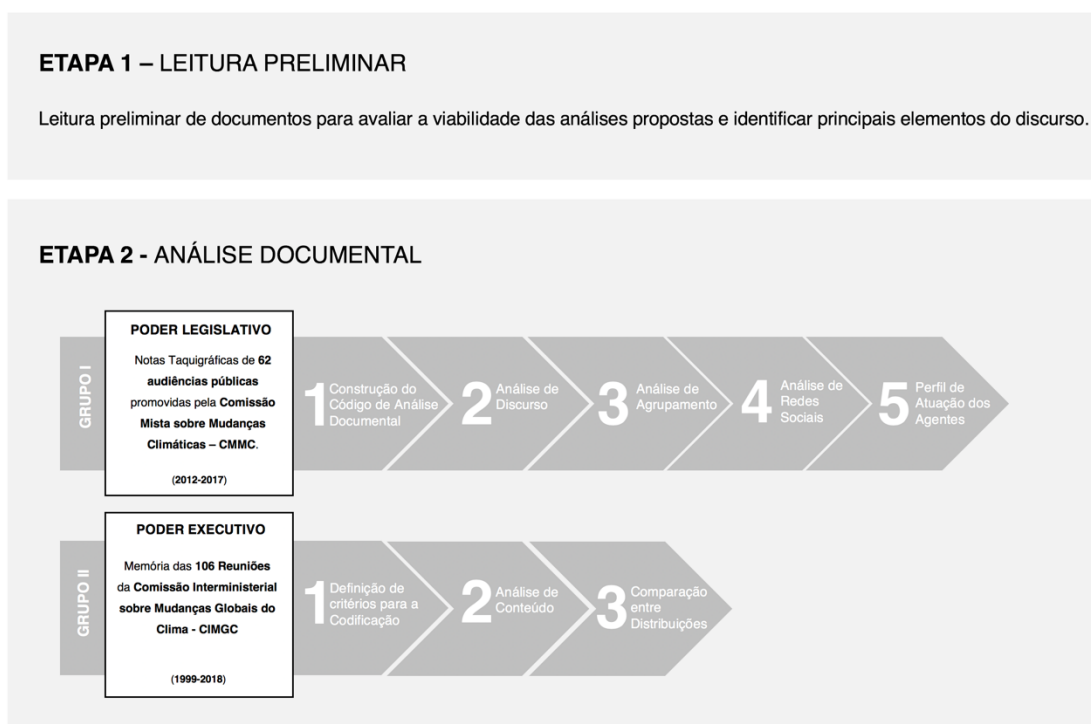 ETAPA 1 – LEITURA PRELIMINAR
Leitura preliminar de documentos para avaliar a viabilidade das análises propostas e identificar principais elementos do discurso.
ETAPA 2 - ANÁLISE DOCUMENTAL
GRUPO I
PODER LEGISLATIVO
Notas Taquigráficas de 62
audiências públicas
promovidas pela Comissão
Mista sobre Mudanças
Climáticas – CMMC.
(2012-2017)
1
Construção do
Código de Análise
Documental
2
Análise de
Discurso
3
Análise de
Agrupamento
4
Análise de
Redes
Sociais
5
Perfil de
Atuação dos
Agentes
GRUPO II
PODER EXECUTIVO
Memória das 106 Reuniões
da Comissão Interministerial
sobre Mudanças Globais do
Clima - CIMGC
(1999-2018)
1
Definição de
critérios para a
Codificação
2
Análise de
Conteúdo
3
Comparação
entre
Distribuições